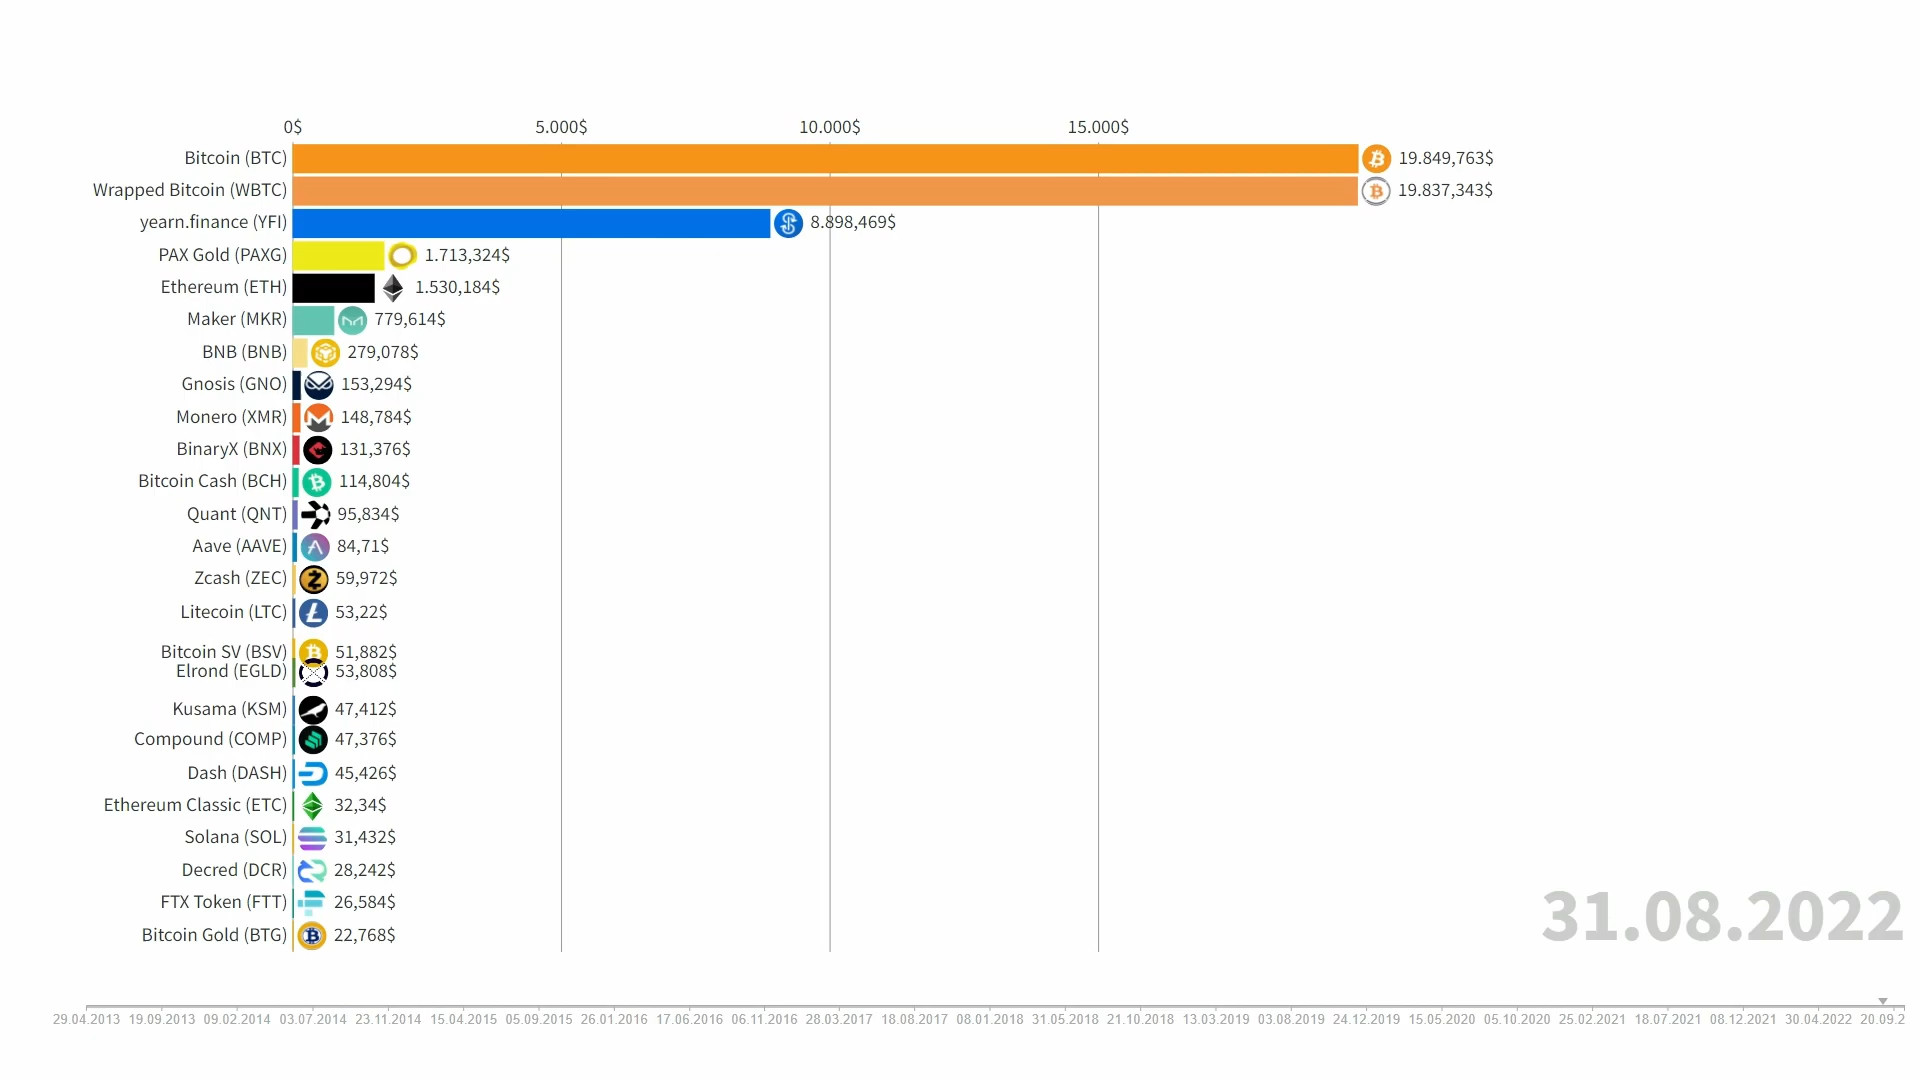 0$ 5.000$ 10.000$ 15.000$
Bitcoin (BTC) 19.849,763$
Wrapped Bitcoin (WBTC) 19.837,343$
yearn.finance (YFI) 8.898,469$
PAX Gold (PAXG) 1.713,324$
Ethereum (ETH) 1.530,184$
Maker (MKR) 779,614$
BNB (BNB) 279,078$
Gnosis (GNO) 153,294$
Monero (XMR) 148,784$
BinaryX (BNX) 131,376$
Bitcoin Cash (BCH) 114,804$
Quant (QNT) 95,834$
Aave (AAVE) 84,71$
Zcash (ZEC) 59,972$
Litecoin (LTC) 53,22$
Bitcoin SV (BSV) 51,882$
Elrond (EGLD) 53,808$
Kusama (KSM) 47,412$
Compound (COMP) 47,376$
Dash (DASH) 45,426$
Ethereum Classic (ETC) 32,34$
Solana (SOL) 31,432$
Decred (DCR) 28,242$
FTX Token (FTT) 26,584$
Bitcoin Gold (BTG) 22,768$
31.08.2022
29.04.2013 19.09.2013 09.02.2014 03.07.2014 23.11.2014 15.04.2015 05.09.2015 26.01.2016 17.06.2016 06.11.2016 28.03.2017 18.08.2017 08.01.2018 31.05.2018 21.10.2018 13.03.2019 03.08.2019 24.12.2019 15.05.2020 05.10.2020 25.02.2021 18.07.2021 08.12.2021 30.04.2022 20.09.2